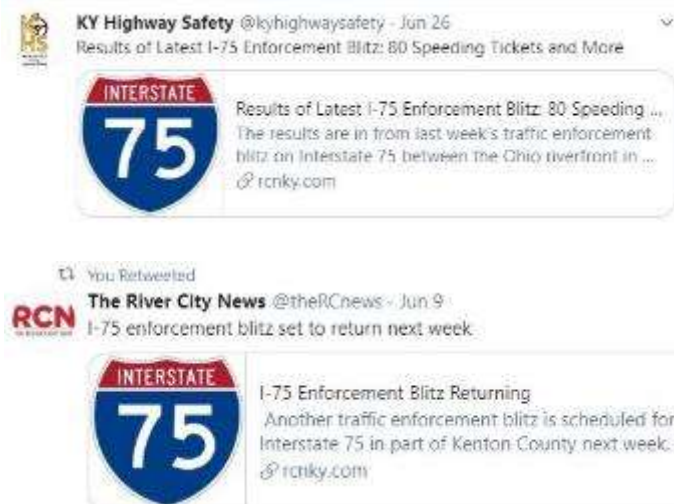 KY Highway Safety @kyhighwaysafety · Jun 26
Results of Latest I-75 Enforcement Blitz: 80 Speeding Tickets and More
INTERSTATE
75
Results of Latest I-75 Enforcement Blitz: 80 Speeding ...
The results are in from last week's traffic enforcement
blitz on Interstate 75 between the Ohio riverfront in ...
rcnky.com
You Retweeted
The River City News @theRCnews · Jun 9
RCN
I-75 enforcement blitz set to return next week
INTERSTATE
75
I-75 Enforcement Blitz Returning
Another traffic enforcement blitz is scheduled for
Interstate 75 in part of Kenton County next week.
rcnky.com